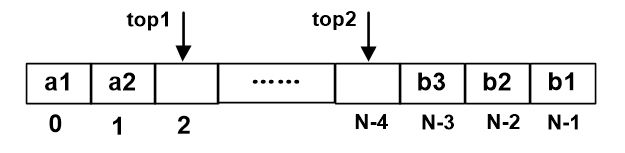 top1 top2
a1 a2 ...... b3 b2 b1
0 1 2 N-4 N-3 N-2 N-1